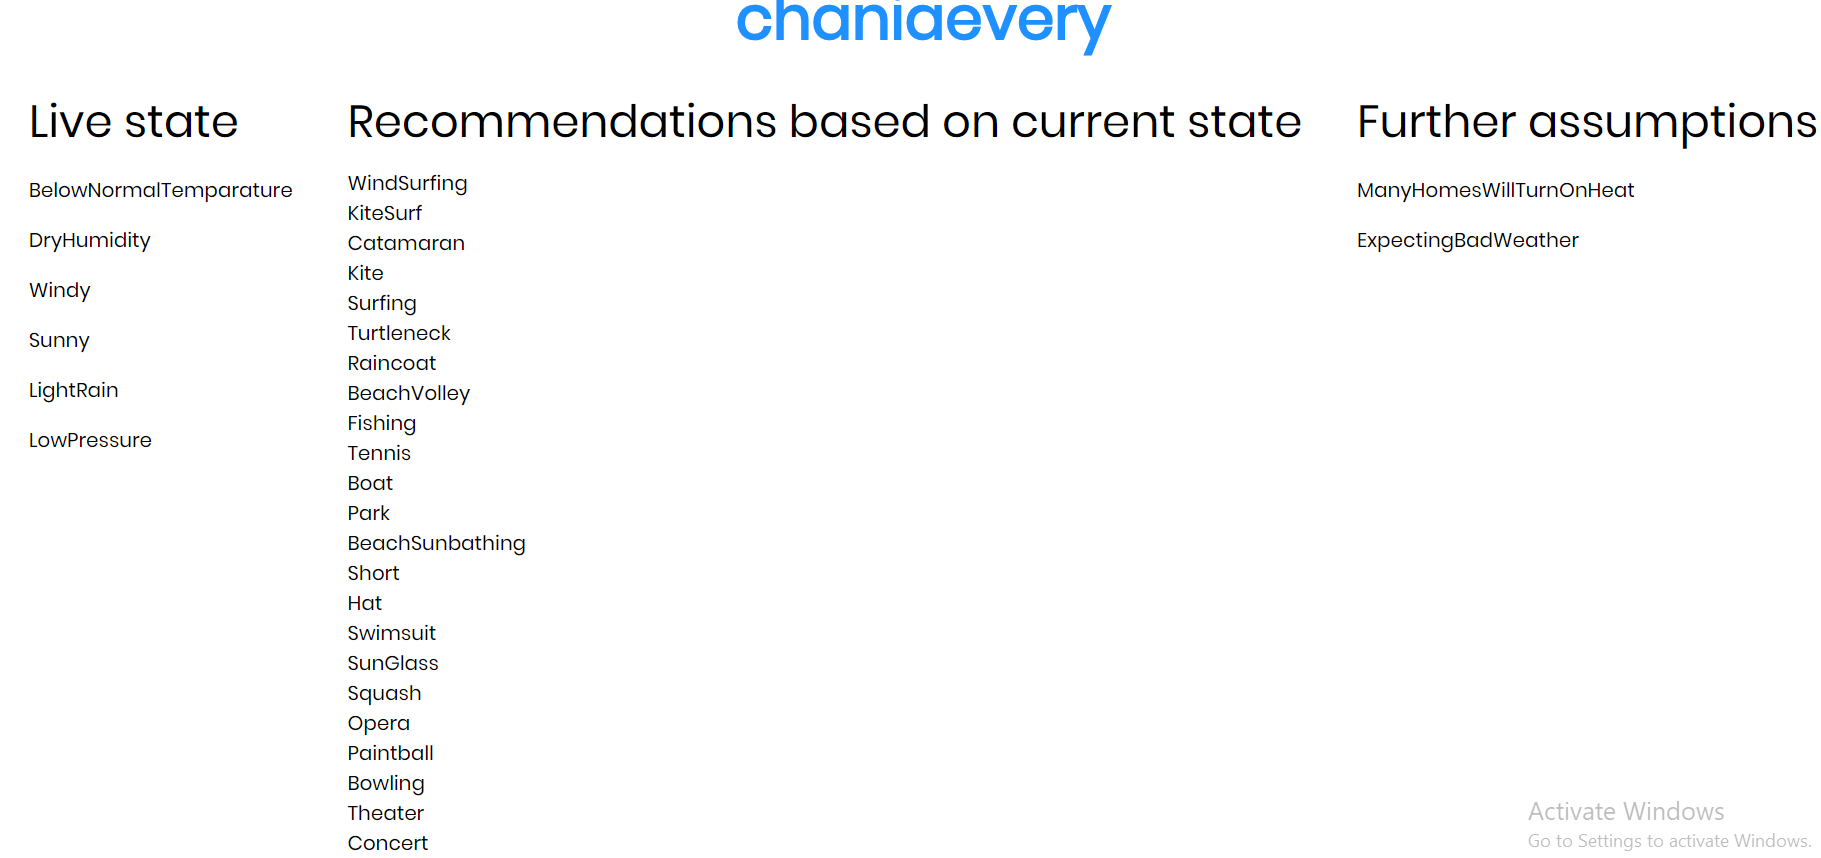 chaniaevery
Live state
BelowNormalTemparature
DryHumidity
Windy
Sunny
LightRain
LowPressure
Recommendations based on current state
WindSurfing
KiteSurf
Catamaran
Kite
Surfing
Turtleneck
Raincoat
BeachVolley
Fishing
Tennis
Boat
Park
BeachSunbathing
Short
Hat
Swimsuit
SunGlass
Squash
Opera
Paintball
Bowling
Theater
Concert
Further assumptions
ManyHomesWillTurnOnHeat
ExpectingBadWeather
Activate Windows
Go to Settings to activate Windows.